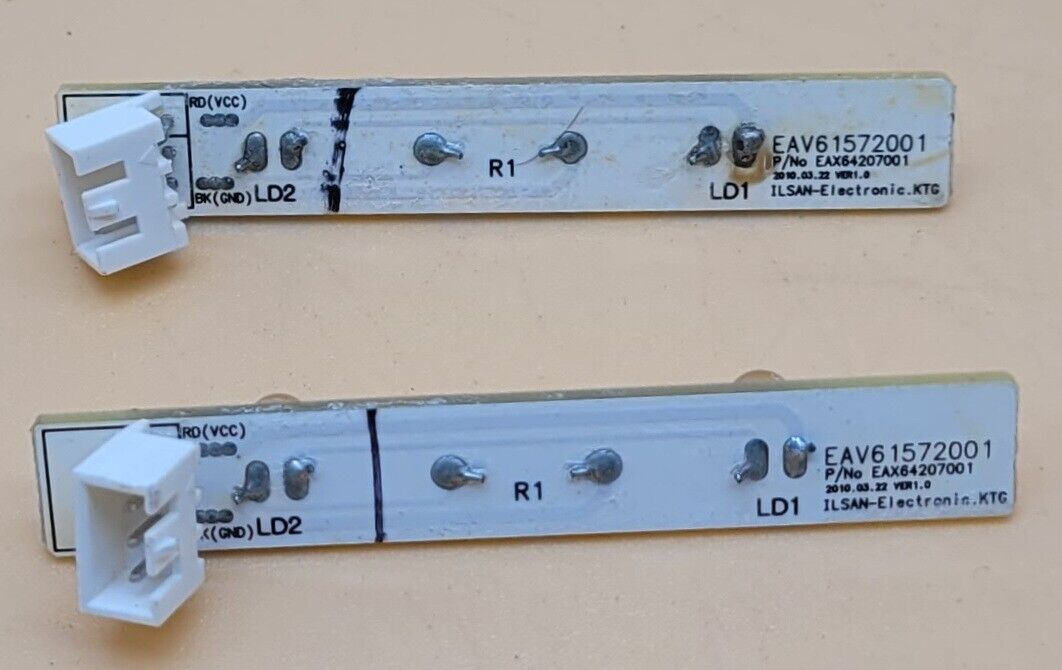 RD(VCC)
BK(GND)
LD2
R1
LD1
EAV61572001
P/No EAX64207001
2010.03.22 VER1.0
ILSAN-Electronic.KTG
RD(VCC)
K(GND)
LD2
R1
LD1
EAV61572001
P/No EAX64207001
2010.03.22 VER1.0
ILSAN-Electronic.KTG